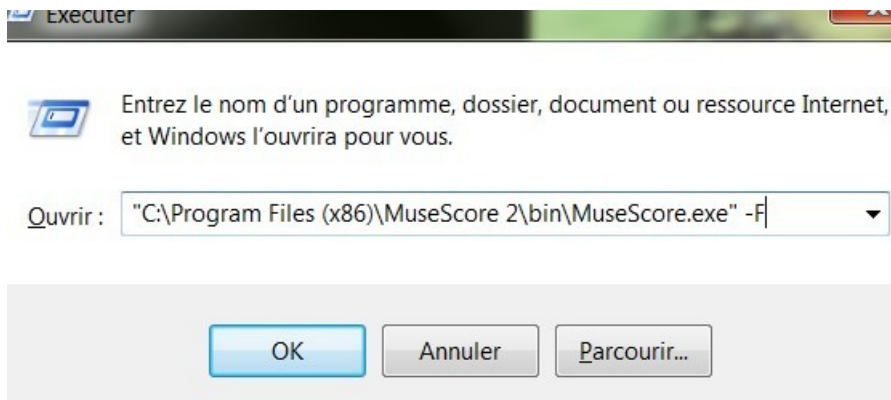 Exécuter
Entrez le nom d'un programme, dossier, document ou ressource Internet,
et Windows l'ouvrira pour vous.
Ouvrir : "C:\Program Files (x86)\MuseScore 2\bin\MuseScore.exe" -F
OK Annuler Parcourir...